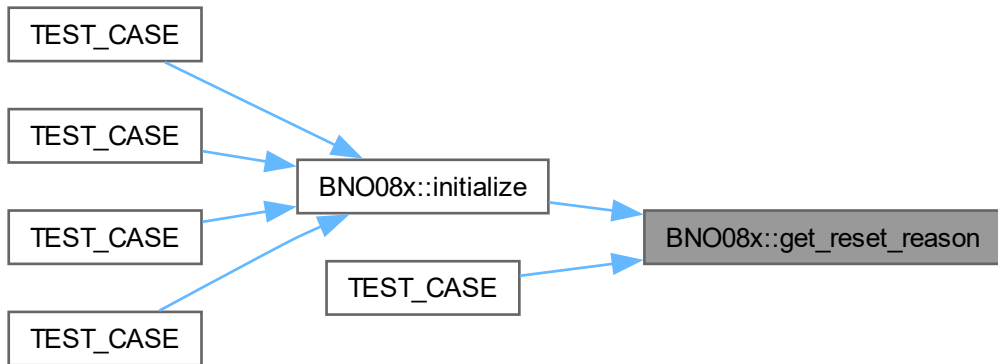 TEST_CASE
TEST_CASE
TEST_CASE
TEST_CASE
BNO08x::initialize
TEST_CASE
BNO08x::get_reset_reason